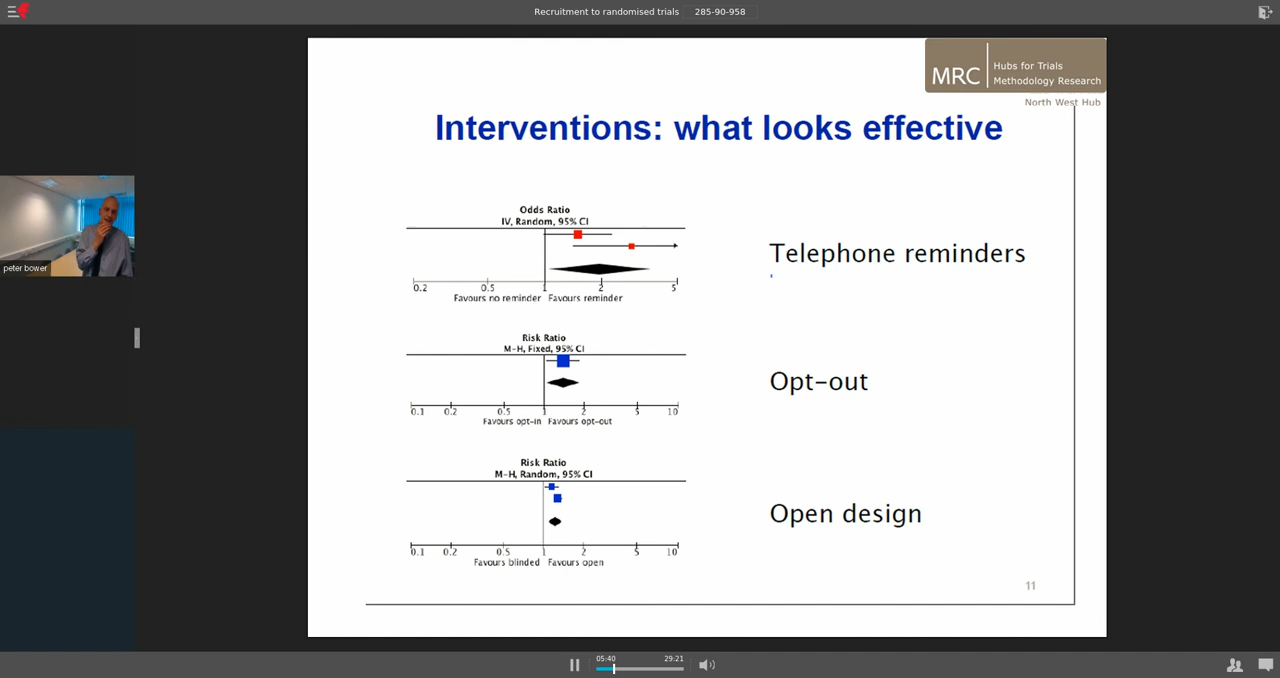 Recruitment to randomised trials 285-90-958
MRC
Hubs for Trials
Methodology Research
North West Hub
Interventions: what looks effective
Odds Ratio
IV, Random, 95% CI
0.2 0.5 1 2 5
Favours no reminder Favours reminder
Telephone reminders
peter bower
Risk Ratio
M-H, Fixed, 95% CI
0.1 0.2 0.5 1 2 5 10
Favours opt-in Favours opt-out
Opt-out
Risk Ratio
M-H, Random, 95% CI
0.1 0.2 0.5 1 2 5 10
Favours blinded Favours open
Open design
11
05:40 29:21